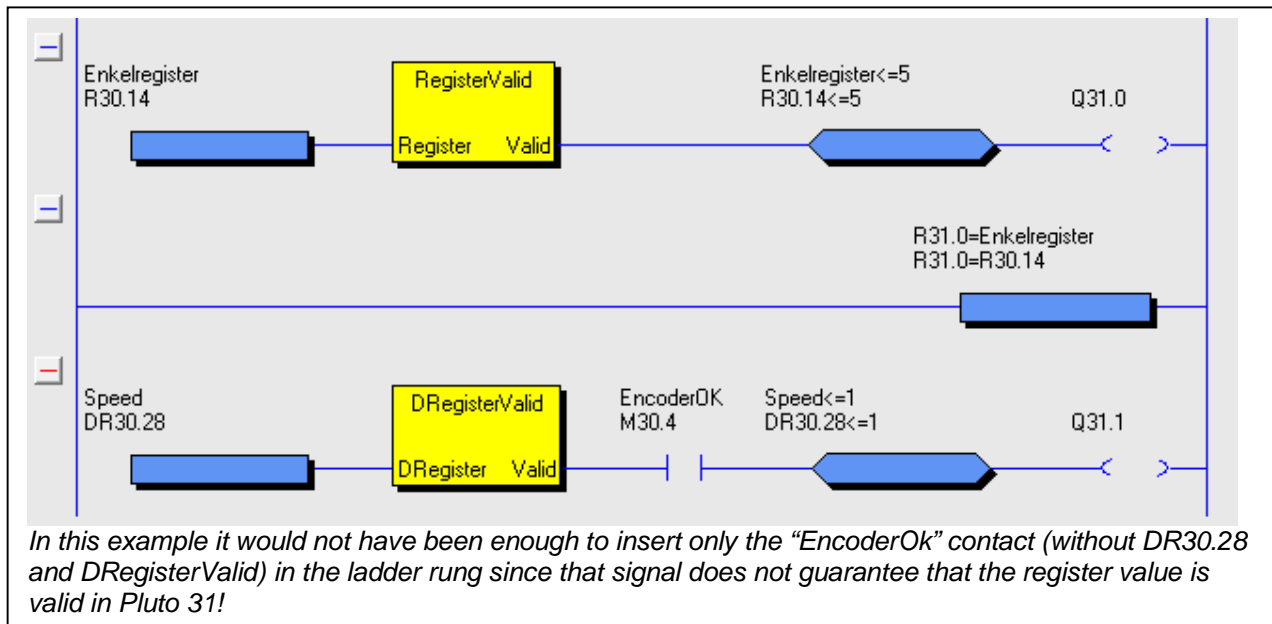 Enkelregister
R30.14
RegisterValid
Register Valid
Enkelregister<=5
R30.14<=5
Q31.0
R31.0=Enkelregister
R31.0=R30.14
Speed
DR30.28
DRegisterValid
DRegister Valid
EncoderOK
M30.4
Speed<=1
DR30.28<=1
Q31.1
In this example it would not have been enough to insert only the “EncoderOk” contact (without DR30.28
and DRegisterValid) in the ladder rung since that signal does not guarantee that the register value is
valid in Pluto 31!